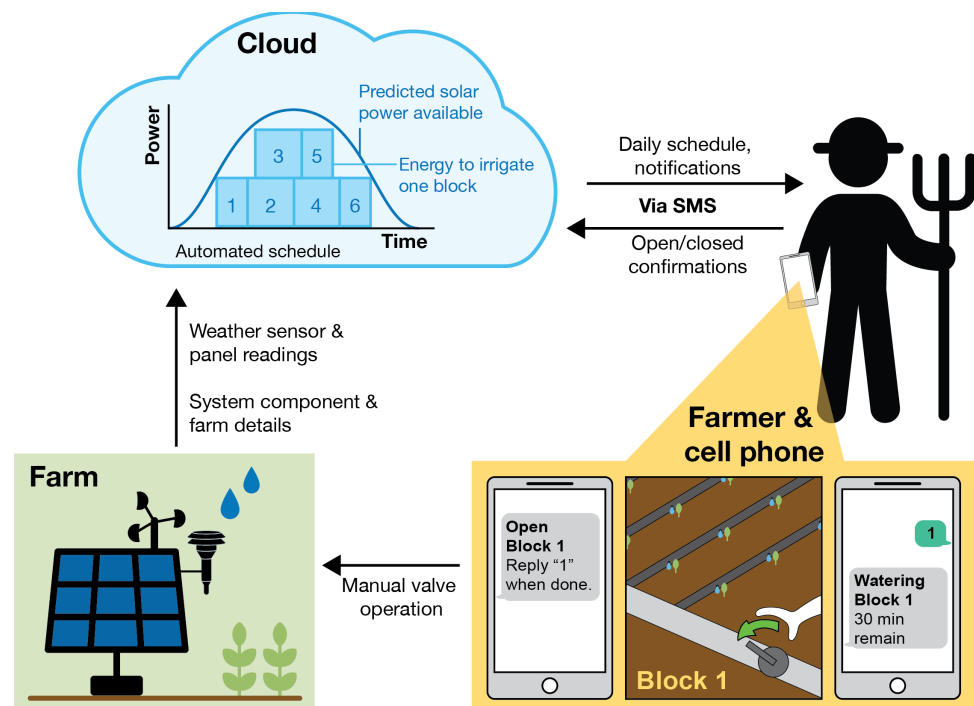 Cloud
Power
Predicted solar
power available
Energy to irrigate
one block
3
5
1
2
4
6
Time
Automated schedule
Daily schedule,
notifications
Via SMS
Open/closed
confirmations
Weather sensor &
panel readings
System component &
farm details
Farmer &
cell phone
Farm
Manual valve
operation
Open
Block 1
Reply “1”
when done.
Block 1
1
Watering
Block 1
30 min
remain